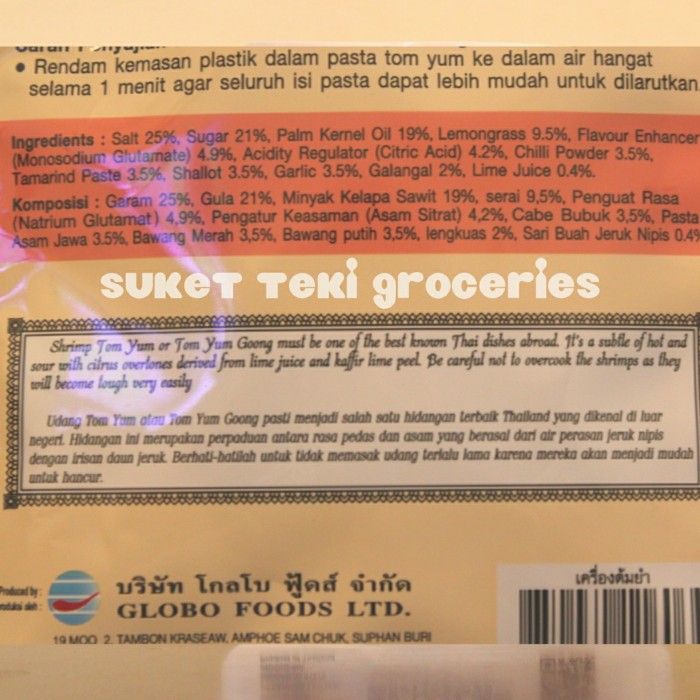 • Rendam kemasan plastik dalam pasta tom yum ke dalam air hangat
selama 1 menit agar seluruh isi pasta dapat lebih mudah untuk dilarutkan.
Ingredients : Salt 25%, Sugar 21%, Palm Kernel Oil 19%, Lemongrass 9.5%, Flavour Enhancer
(Monosodium Glutamate) 4.9%, Acidity Regulator (Citric Acid) 4.2%, Chilli Powder 3.5%,
Tamarind Paste 3.5%, Shallot 3.5%, Garlic 3.5%, Galangal 2%, Lime Juice 0.4%.
Komposisi : Garam 25%, Gula 21%, Minyak Kelapa Sawit 19%, serai 9,5%, Penguat Rasa
(Natrium Glutamat) 4,9%, Pengatur Keasaman (Asam Sitrat) 4,2%, Cabe Bubuk 3,5%, Pasta
Asam Jawa 3.5%, Bawang Merah 3,5%, Bawang putih 3,5%, lengkuas 2%, Sari Buah Jeruk Nipis 0.4%
SUKET TEKI GROCERIES
Shrimp Tom Yum or Tom Yum Goong must be one of the best known Thai dishes abroad. It's a subtle of hot and
sour with citrus overtones derived from lime juice and kaffir lime peel. Be careful not to overcook the shrimps as they
will become tough very easily
Udang Tom Yum atau Tom Yum Goong pasti menjadi salah satu hidangan terbaik Thailand yang dikenal di luar
negeri. Hidangan ini merupakan perpaduan antara rasa pedas dan asam yang berasal dari air perasan jeruk nipis
dengan irisan daun jeruk. Berhati-hatilah untuk tidak memasak udang terlalu lama karena mereka akan menjadi mudah
untuk hancur.
Produced by :
บริษัท โกลโบ ฟู้ดส์ จำกัด
เครื่องต้มยำ
GLOBO FOODS LTD.
19 MOO 2, TAMBON KRASEAW, AMPHOE SAM CHUK, SUPHAN BURI